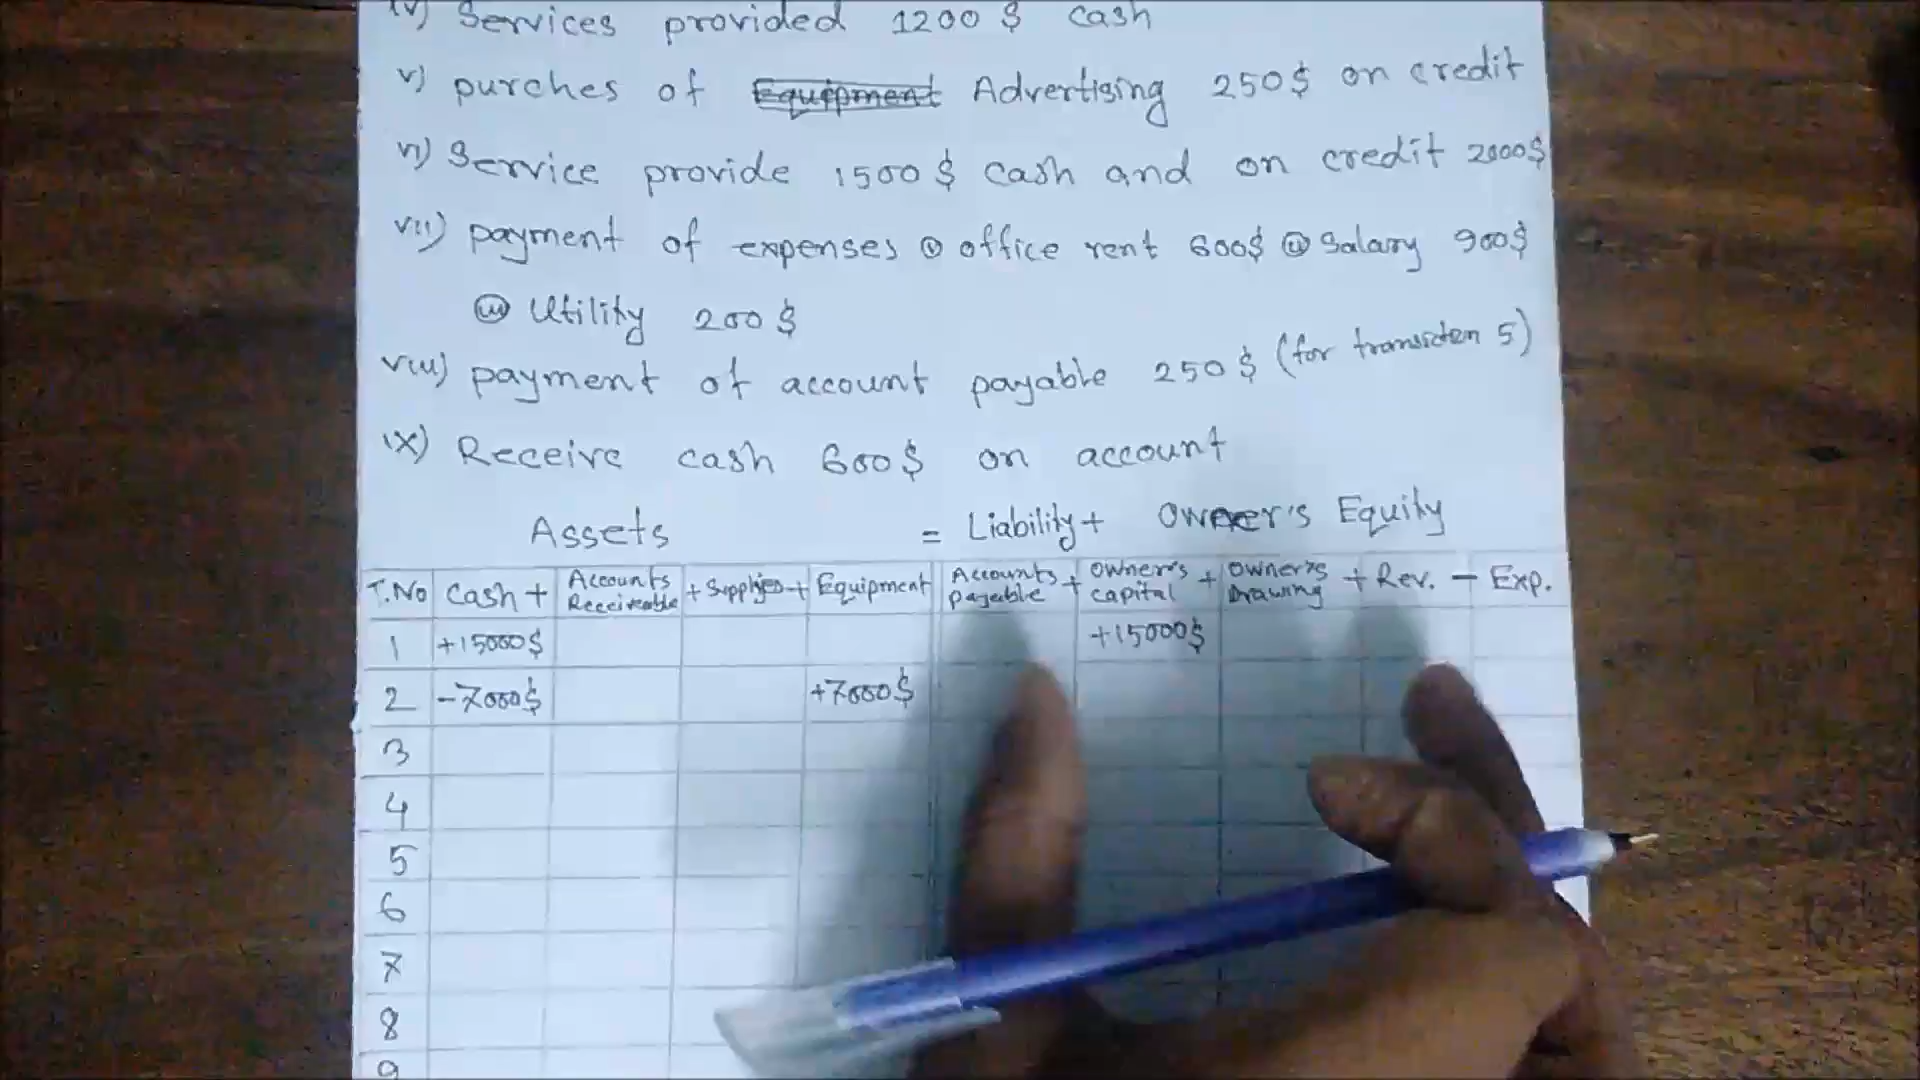 iv) Services provided 1200 $ cash
v) purches of Equipment Advertising 250$ on credit
vi) Service provide 1500 $ cash and on credit 2000$
vii) payment of expenses (i) office rent 600$ (ii) Salary 900$
(iii) Utility 200 $
viii) payment of account payable 250 $ (for transiction 5)
ix) Receive cash 600 $ on account
Assets = Liability + Owner's Equity
T.No Cash + Accounts Receivable + Supplies + Equipment Accounts payable + Owner's capital + Owner's Drawing + Rev. - Exp.
1 +15000$ +15000$
2 -7000$ +7000$
3
4
5
6
7
8
9